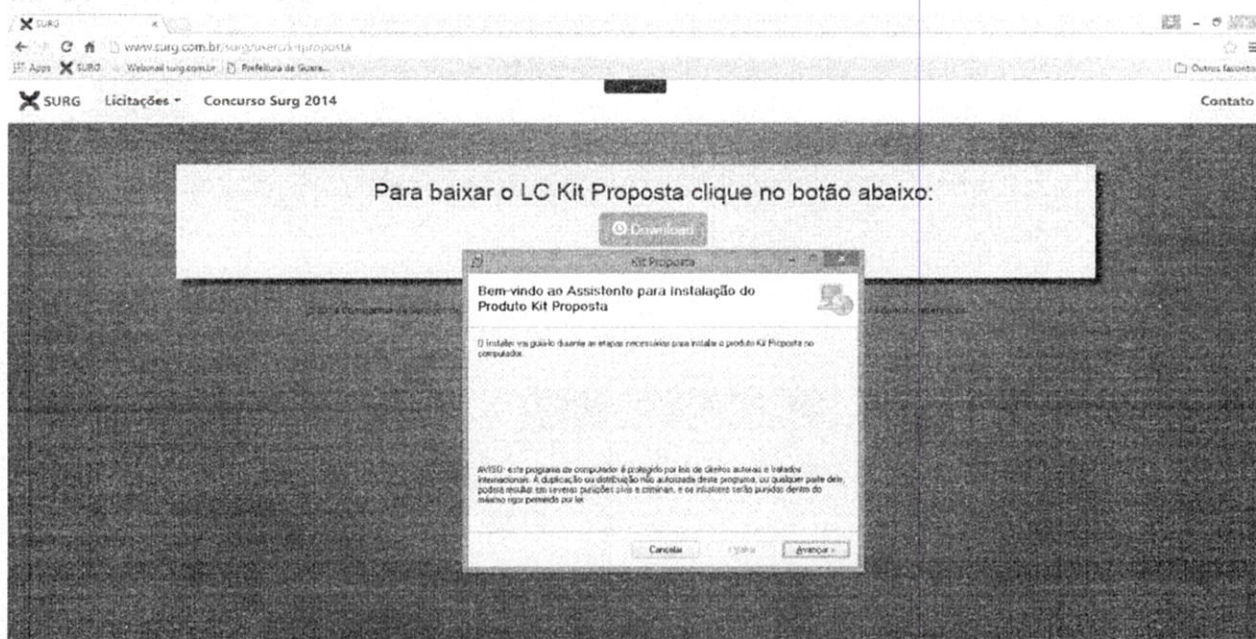 SURG
www.surg.com.br/surg/users/kitproposta
Apps SURG Webmail surg.com.br Prefeitura de Guara...
Outros favoritos
SURG Licitações Concurso Surg 2014
Contato
Para baixar o LC Kit Proposta clique no botão abaixo:
Download
Kit Proposta
Bem-vindo ao Assistente para Instalação do
Produto Kit Proposta
O Installer vai guiá-lo durante as etapas necessárias para instalar o produto Kit Proposta no
computador.
AVISO: este programa de computador é protegido por leis de direitos autorais e tratados
internacionais. A duplicação ou distribuição não autorizada deste programa, ou qualquer parte dele,
poderá resultar em severas punições civis e criminais, e os infratores serão punidos dentro do
máximo rigor permitido por lei.
Cancelar
Avançar >